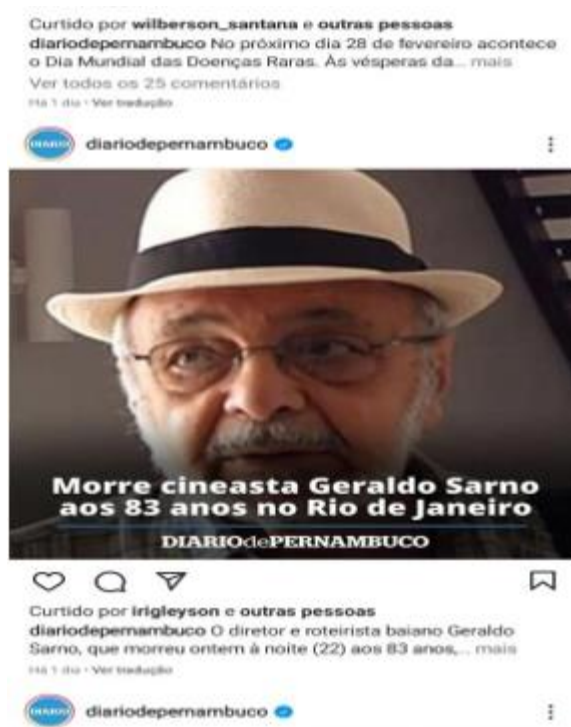 Curtido por wilberson_santana e outras pessoas
diariodepernambuco No próximo dia 28 de fevereiro acontece
o Dia Mundial das Doenças Raras. Às vésperas da... mais
Ver todos os 25 comentários
Há 1 dia · Ver tradução
DIARIO diariodepernambuco
Morre cineasta Geraldo Sarno
aos 83 anos no Rio de Janeiro
DIARIOdePERNAMBUCO
Curtido por irigleyson e outras pessoas
diariodepernambuco O diretor e roteirista baiano Geraldo
Sarno, que morreu ontem à noite (22) aos 83 anos,... mais
Há 1 dia · Ver tradução
DIARIO diariodepernambuco